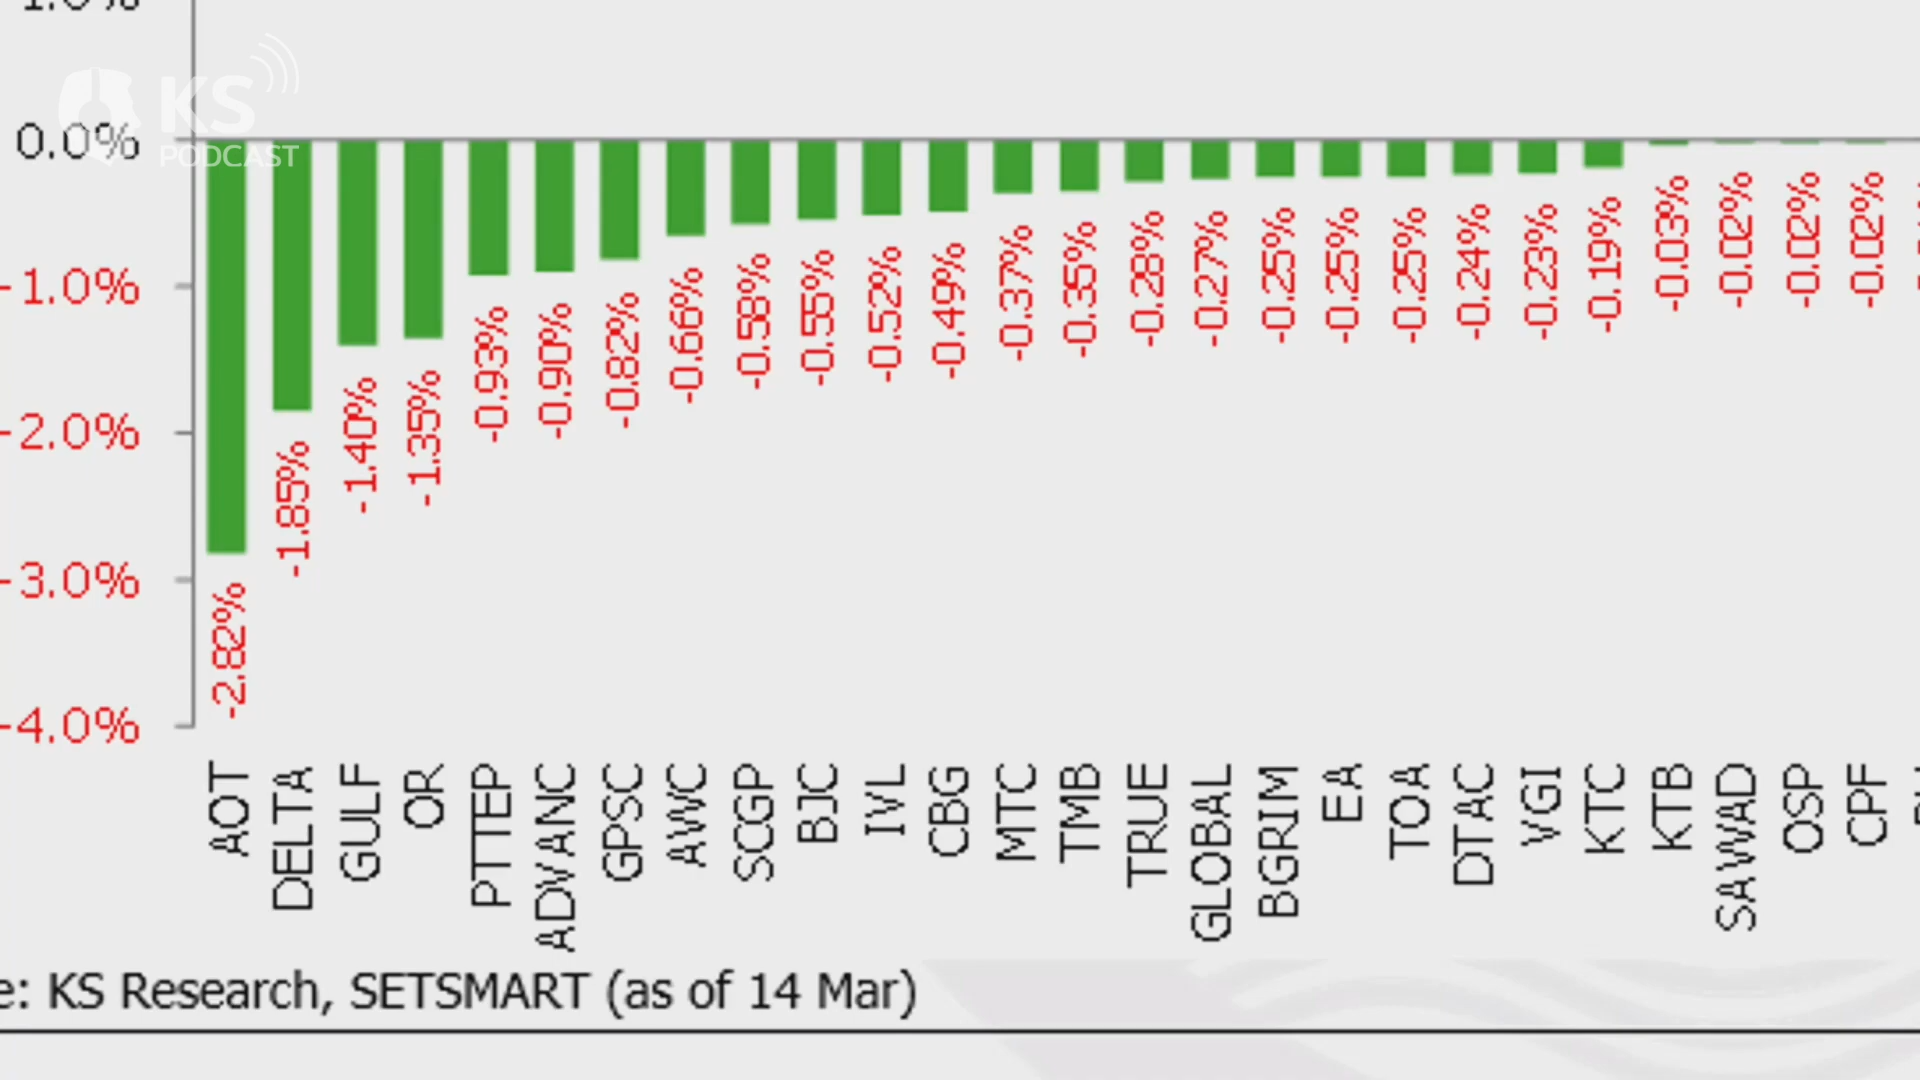 1.0%
KS
PODCAST
0.0%
-1.0%
-2.0%
-3.0%
-4.0%
-2.82%
-1.85%
-1.40%
-1.35%
-0.93%
-0.90%
-0.82%
-0.66%
-0.58%
-0.55%
-0.52%
-0.49%
-0.37%
-0.35%
-0.28%
-0.27%
-0.25%
-0.25%
-0.25%
-0.24%
-0.23%
-0.19%
-0.03%
-0.02%
-0.02%
-0.02%
AOT
DELTA
GULF
OR
PTTEP
ADVANC
GPSC
AWC
SCGP
BJC
IVL
CBG
MTC
TMB
TRUE
GLOBAL
BGRIM
EA
TOA
DTAC
VGI
KTC
KTB
SAWAD
OSP
CPF
e: KS Research, SETSMART (as of 14 Mar)